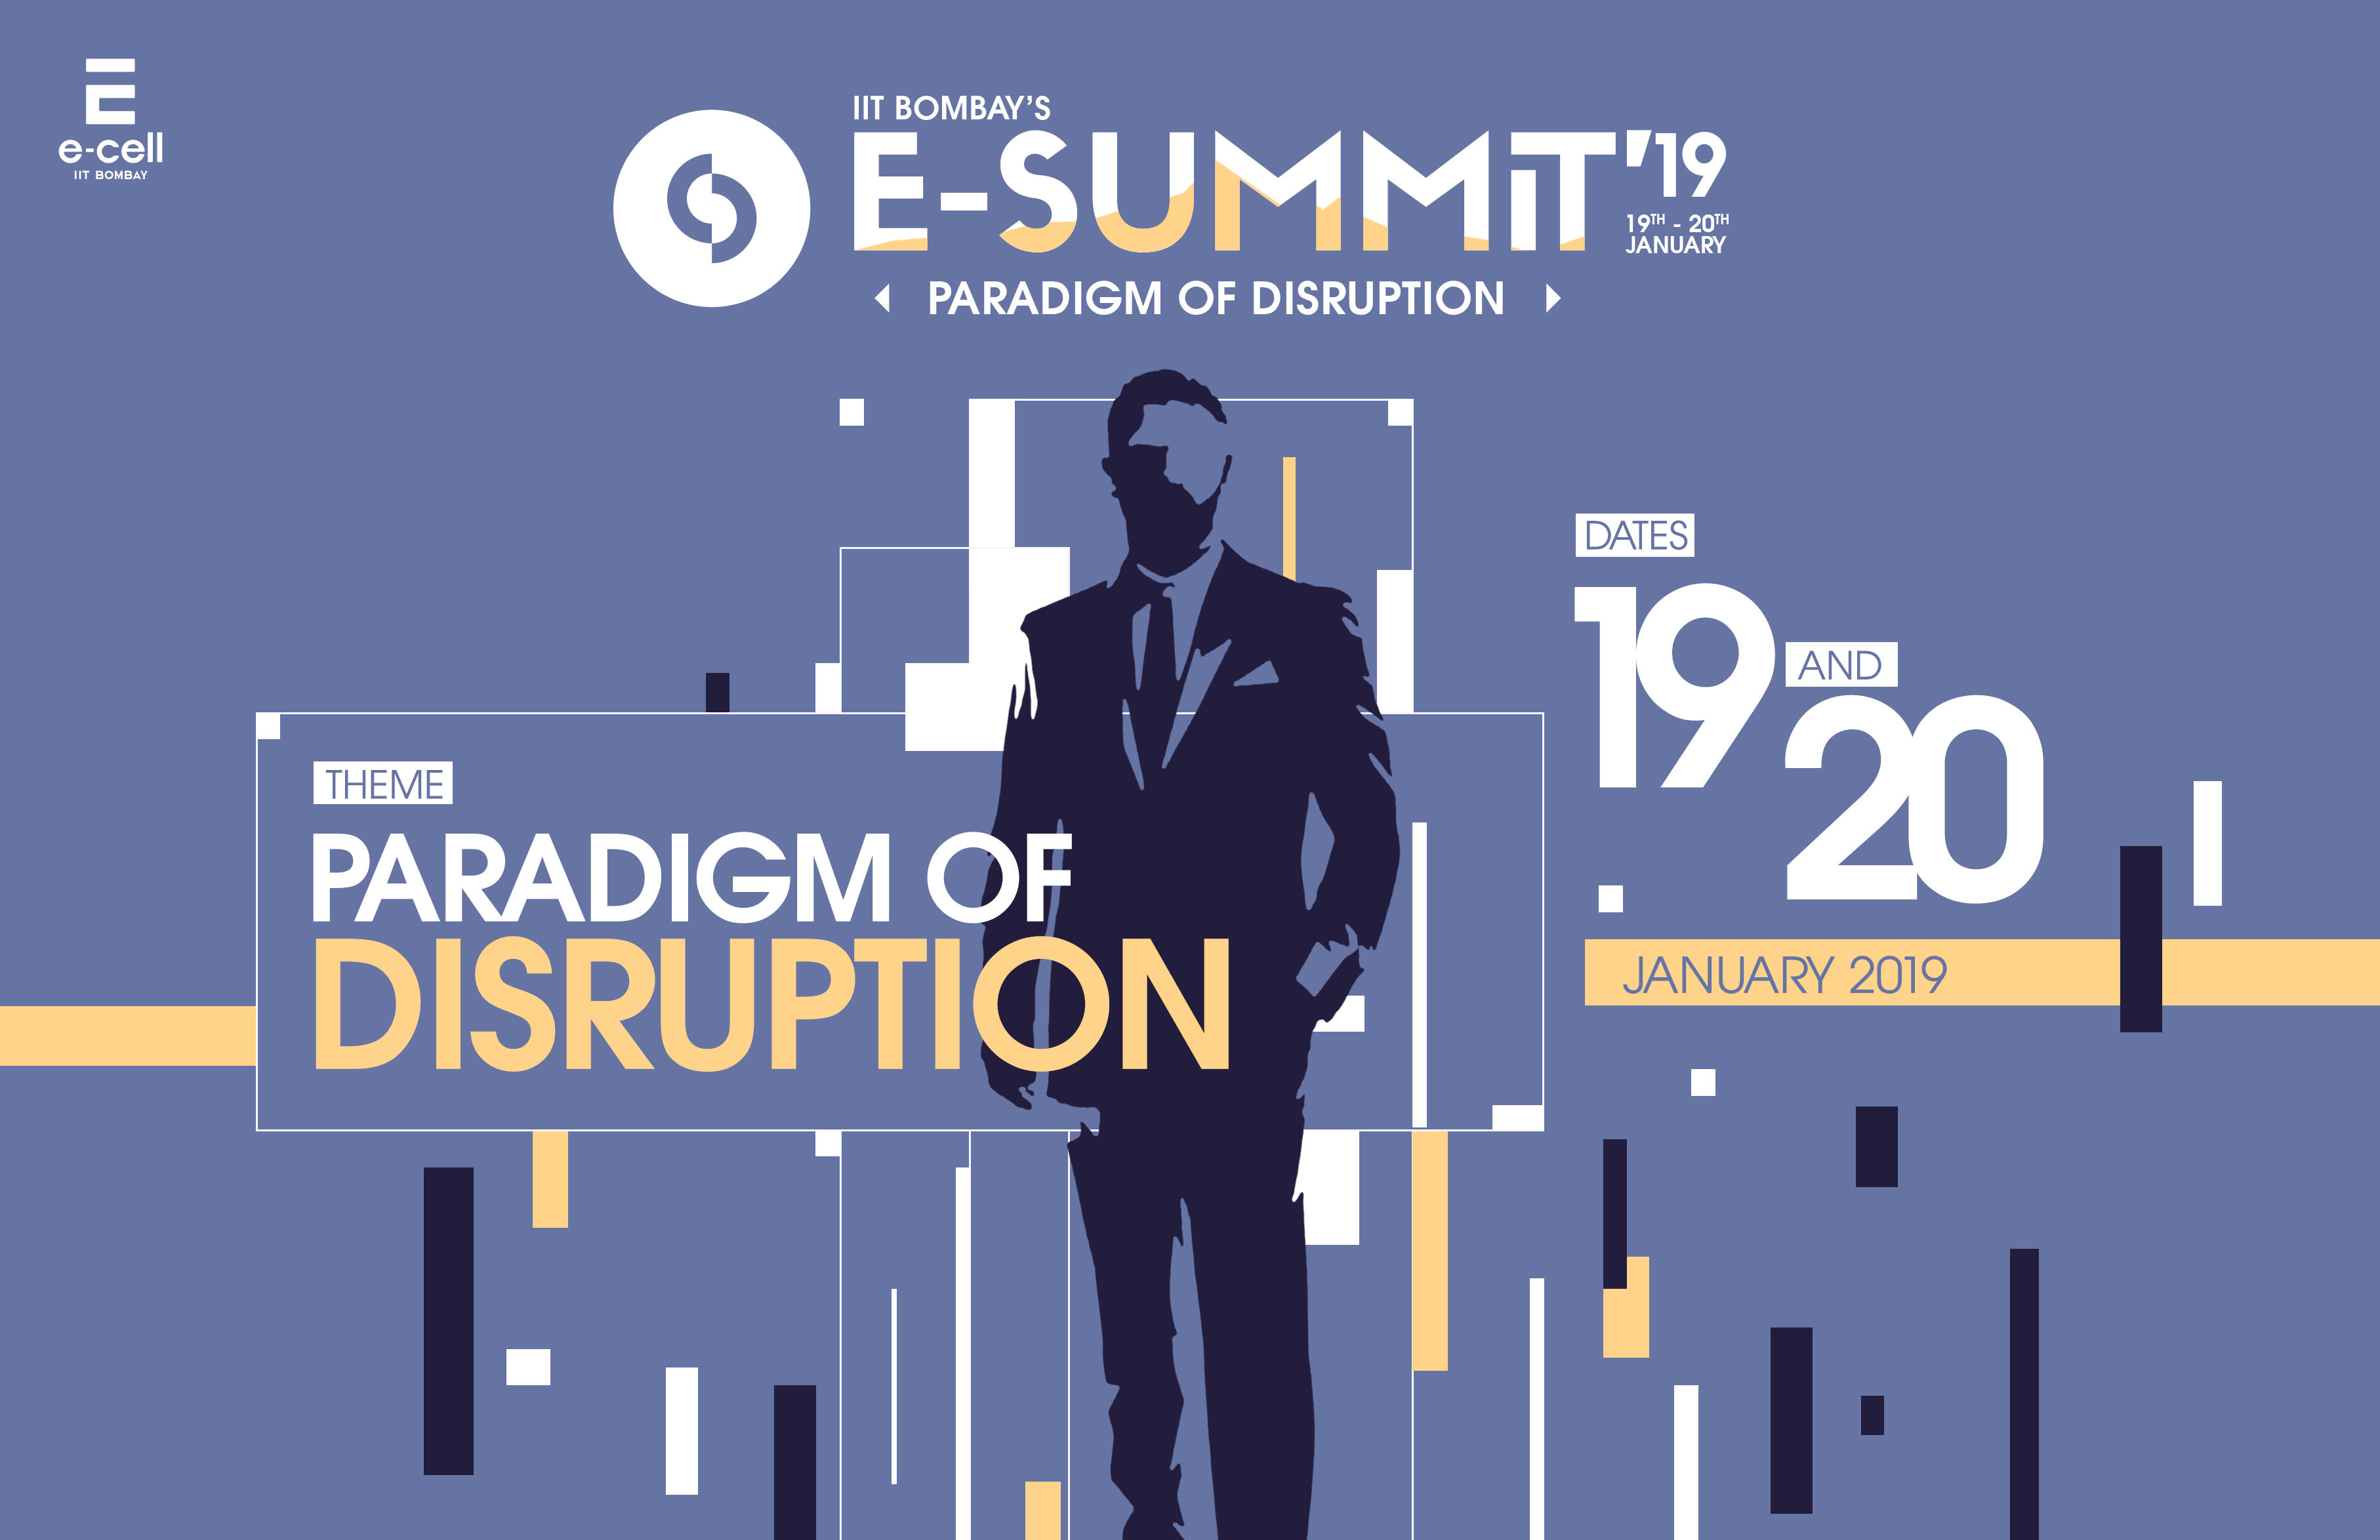 e-cell
IIT BOMBAY
IIT BOMBAY'S
E-SUMMiT'19
19TH - 20TH
JANUARY
PARADIGM OF DISRUPTION
DATES
19
AND
20
JANUARY 2019
THEME
PARADIGM OF
DISRUPTION